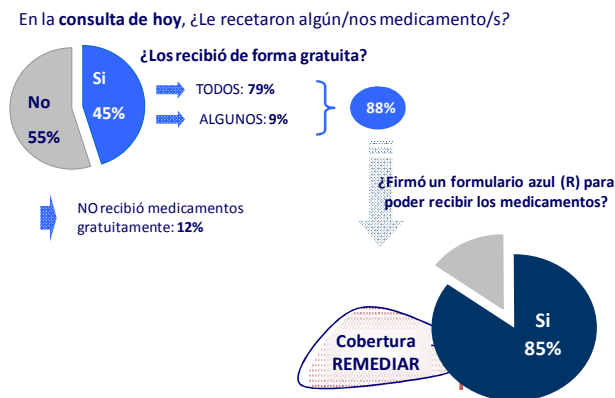 En la consulta de hoy, ¿Le recetaron algún/nos medicamento/s?
¿Los recibió de forma gratuita?
Si
45%
No
55%
TODOS: 79%
ALGUNOS: 9%
88%
NO recibió medicamentos
gratuitamente: 12%
¿Firmó un formulario azul (R) para
poder recibir los medicamentos?
Si
85%
Cobertura
REMEDIAR